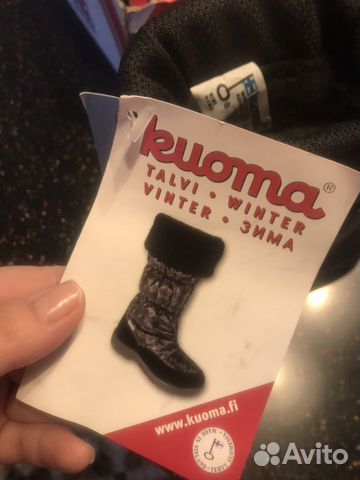 kuoma®
TALVI • WINTER
VINTER • ЗИМА
www.kuoma.fi
Avito